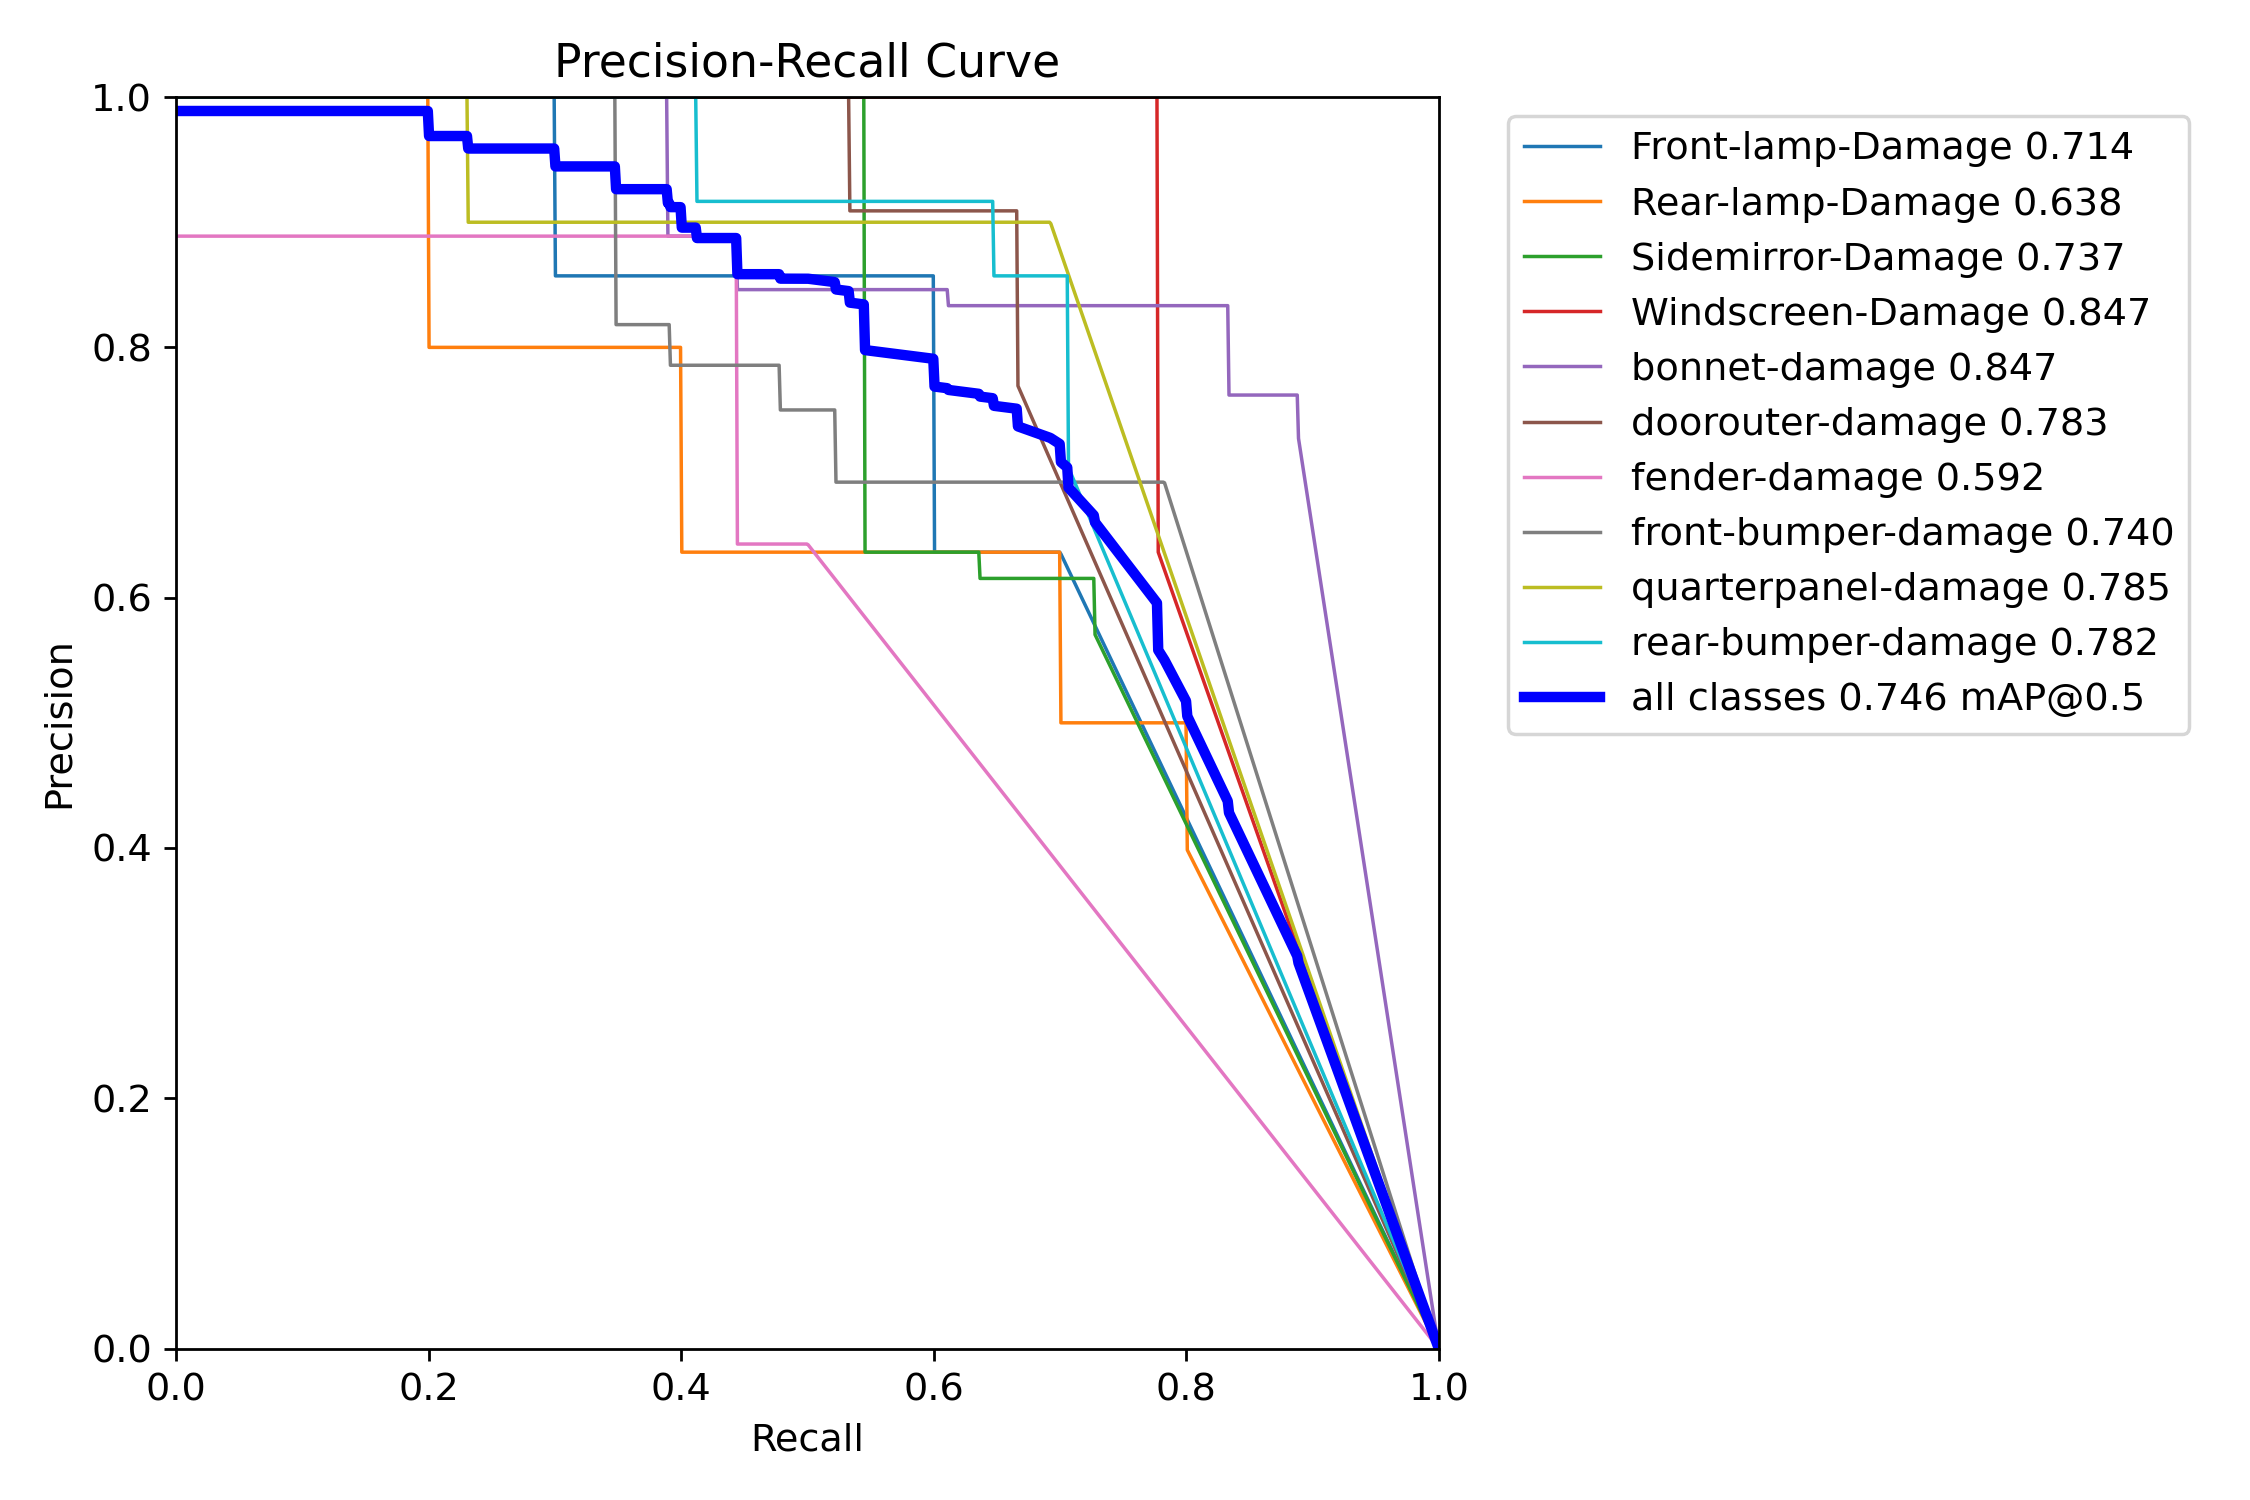 Precision-Recall Curve
1.0
0.8
0.6
0.4
0.2
0.0
Precision
0.0 0.2 0.4 0.6 0.8 1.0
Recall
Front-lamp-Damage 0.714
Rear-lamp-Damage 0.638
Sidemirror-Damage 0.737
Windscreen-Damage 0.847
bonnet-damage 0.847
doorouter-damage 0.783
fender-damage 0.592
front-bumper-damage 0.740
quarterpanel-damage 0.785
rear-bumper-damage 0.782
all classes 0.746 mAP@0.5